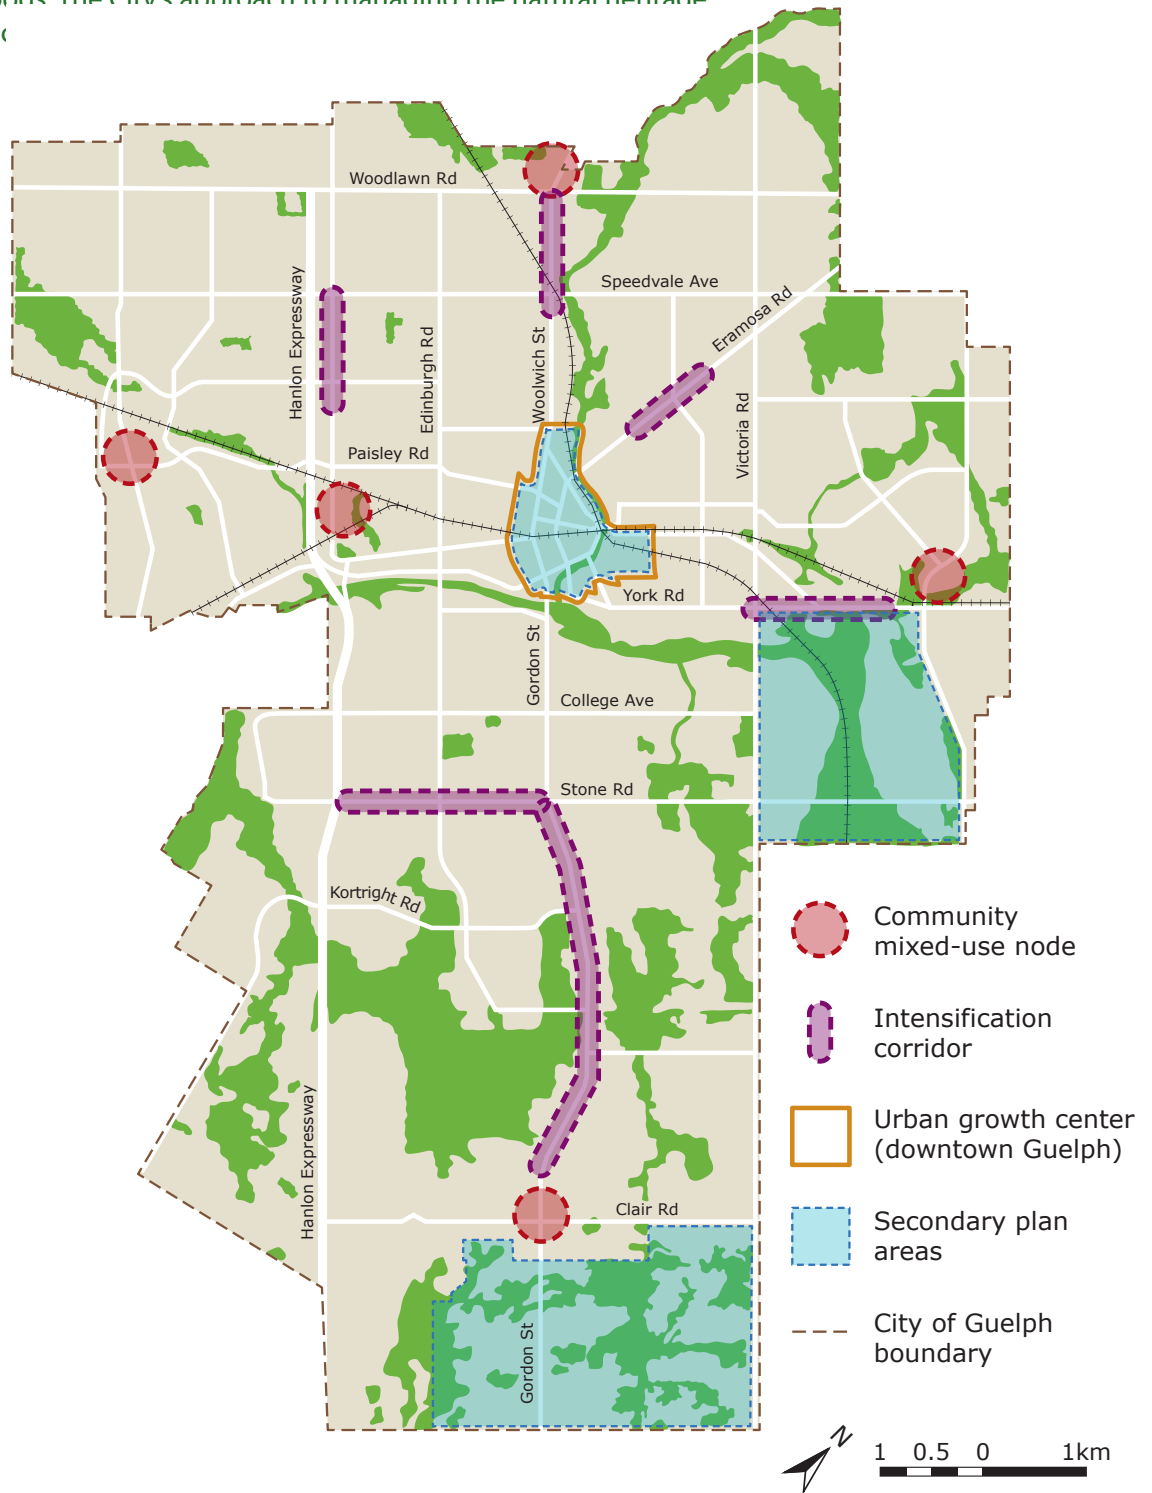 Woodlawn Rd
Speedvale Ave
Eramosa Rd
Hanlon Expressway
Edinburgh Rd
Woolwich St
Victoria Rd
Paisley Rd
York Rd
Gordon St
College Ave
Stone Rd
Kortright Rd
Hanlon Expressway
Clair Rd
Gordon St
Community
mixed-use node
Intensification
corridor
Urban growth center
(downtown Guelph)
Secondary plan
areas
City of Guelph
boundary
N
1 0.5 0 1km